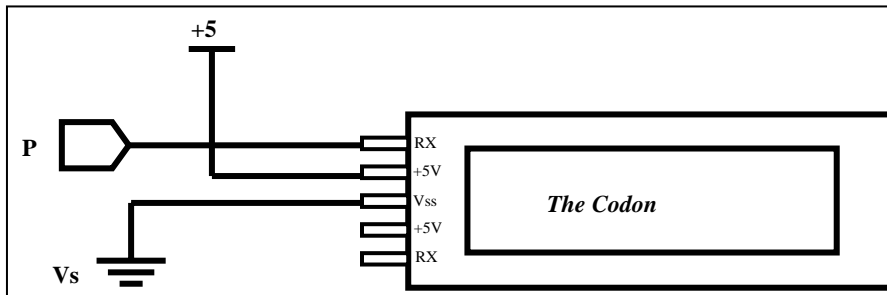 +5
P
RX
+5V
Vss
The Codon
+5V
RX
Vs